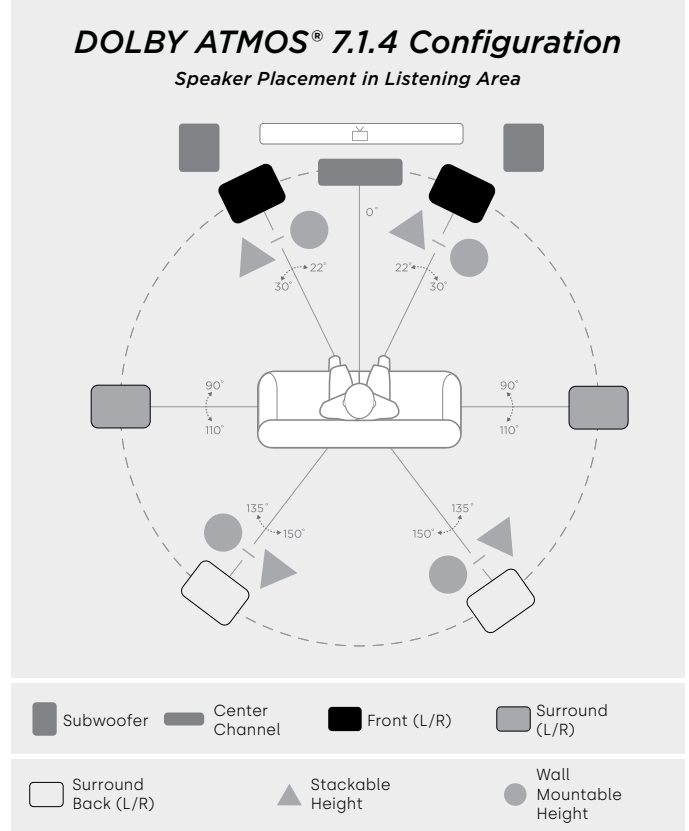 DOLBY ATMOS® 7.1.4 Configuration
Speaker Placement in Listening Area
0°
22° 22°
30° 30°
90° 90°
110° 110°
135° 135°
150° 150°
Subwoofer
Center
Channel
Front (L/R)
Surround
(L/R)
Surround
Back (L/R)
Stackable
Height
Wall
Mountable
Height